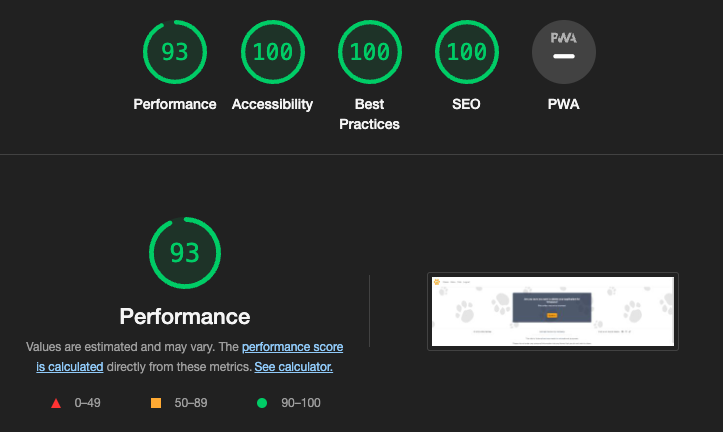 93
100
100
100
PWA
Performance
Accessibility
Best
Practices
SEO
PWA
93
Performance
Values are estimated and may vary. The performance score
is calculated directly from these metrics. See calculator.
0–49
50–89
90–100